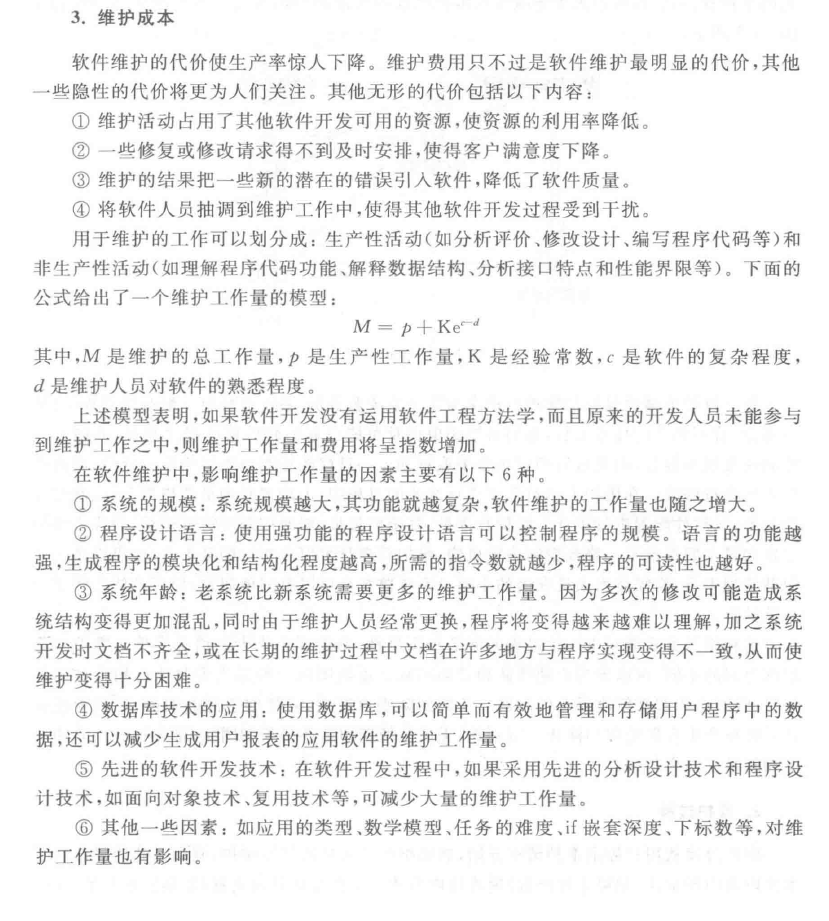 3. 维护成本
软件维护的代价使生产率惊人下降。维护费用只不过是软件维护最明显的代价,其他
一些隐性的代价将更为人们关注。其他无形的代价包括以下内容:
① 维护活动占用了其他软件开发可用的资源,使资源的利用率降低。
② 一些修复或修改请求得不到及时安排,使得客户满意度下降。
③ 维护的结果把一些新的潜在的错误引入软件,降低了软件质量。
④ 将软件人员抽调到维护工作中,使得其他软件开发过程受到干扰。
用于维护的工作可以划分成:生产性活动(如分析评价、修改设计、编写程序代码等)和
非生产性活动(如理解程序代码功能、解释数据结构、分析接口特点和性能界限等)。下面的
公式给出了一个维护工作量的模型:
M = p + Ke^{c-d}
其中,M 是维护的总工作量,p 是生产性工作量,K 是经验常数,c 是软件的复杂程度,
d 是维护人员对软件的熟悉程度。
上述模型表明,如果软件开发没有运用软件工程方法学,而且原来的开发人员未能参与
到维护工作之中,则维护工作量和费用将呈指数增加。
在软件维护中,影响维护工作量的因素主要有以下 6 种。
① 系统的规模:系统规模越大,其功能就越复杂,软件维护的工作量也随之增大。
② 程序设计语言:使用强功能的程序设计语言可以控制程序的规模。语言的功能越
强,生成程序的模块化和结构化程度越高,所需的指令数就越少,程序的可读性也越好。
③ 系统年龄:老系统比新系统需要更多的维护工作量。因为多次的修改可能造成系
统结构变得更加混乱,同时由于维护人员经常更换,程序将变得越来越难以理解,加之系统
开发时文档不齐全,或在长期的维护过程中文档在许多地方与程序实现变得不一致,从而使
维护变得十分困难。
④ 数据库技术的应用:使用数据库,可以简单而有效地管理和存储用户程序中的数
据,还可以减少生成用户报表的应用软件的维护工作量。
⑤ 先进的软件开发技术:在软件开发过程中,如果采用先进的分析设计技术和程序设
计技术,如面向对象技术、复用技术等,可减少大量的维护工作量。
⑥ 其他一些因素:如应用的类型、数学模型、任务的难度、if 嵌套深度、下标数等,对维
护工作量也有影响。